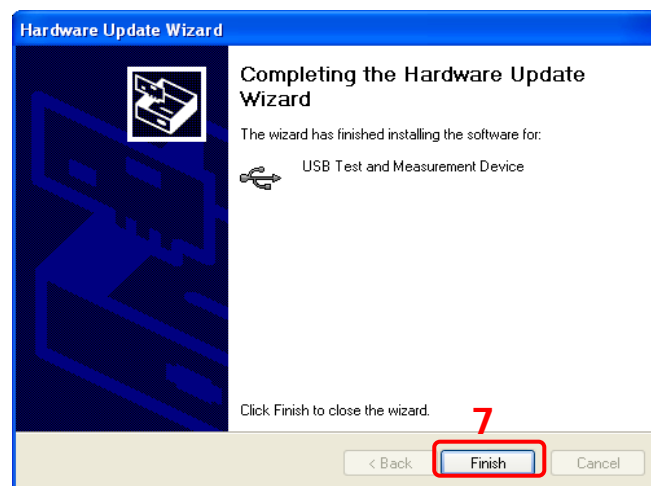 Hardware Update Wizard
Completing the Hardware Update
Wizard
The wizard has finished installing the software for:
USB Test and Measurement Device
Click Finish to close the wizard.
7
< Back Finish Cancel